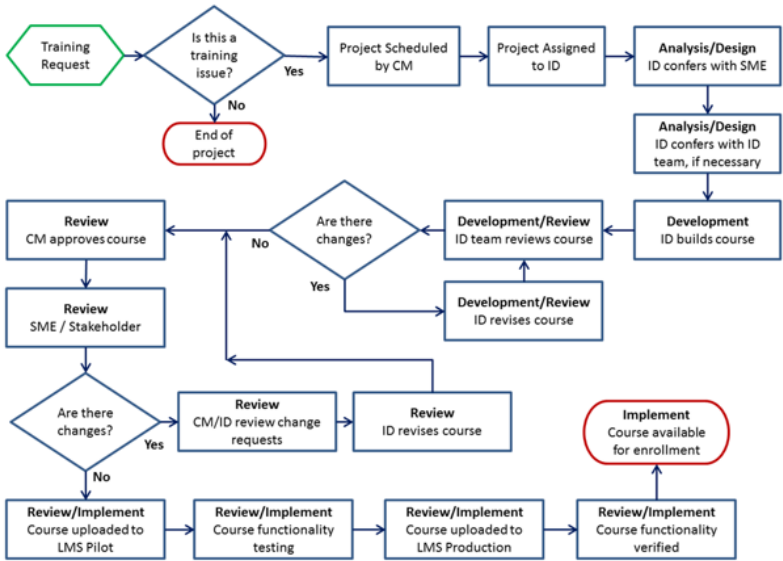 Training
Request
Is this a
training
issue?
Yes
No
End of
project
Project Scheduled
by CM
Project Assigned
to ID
Analysis/Design
ID confers with SME
Analysis/Design
ID confers with ID
team, if necessary
Development
ID builds course
Development/Review
ID team reviews course
Are there
changes?
No
Yes
Development/Review
ID revises course
Review
CM approves course
Review
SME / Stakeholder
Are there
changes?
Yes
No
Review
CM/ID review change
requests
Review
ID revises course
Review/Implement
Course uploaded to
LMS Pilot
Review/Implement
Course functionality
testing
Review/Implement
Course uploaded to
LMS Production
Review/Implement
Course functionality
verified
Implement
Course available
for enrollment